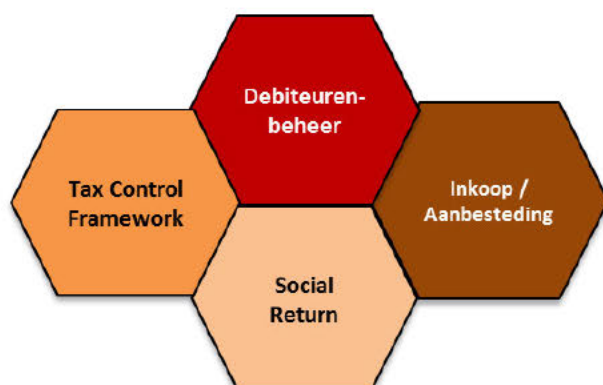 Debiteuren-
beheer
Tax Control
Framework
Inkoop /
Aanbesteding
Social
Return